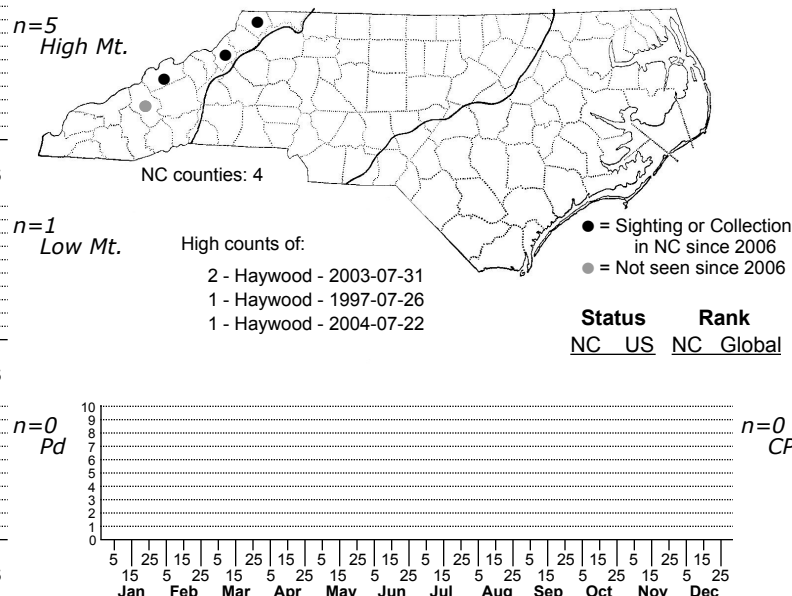 n=5
High Mt.
NC counties: 4
n=1
Low Mt.
High counts of:
2 - Haywood - 2003-07-31
1 - Haywood - 1997-07-26
1 - Haywood - 2004-07-22
● = Sighting or Collection
in NC since 2006
● = Not seen since 2006
Status Rank
NC US NC Global
n=0
Pd
10
9
8
7
6
5
4
3
2
1
0
n=0
CP
5 25 15 5 25 15 5 25 15 5 25 15 5 25 15 5 25 15
15 5 25 15 5 25 15 5 25 15 5 25 15 5 25 15 5 25
Jan Feb Mar Apr May Jun Jul Aug Sep Oct Nov Dec